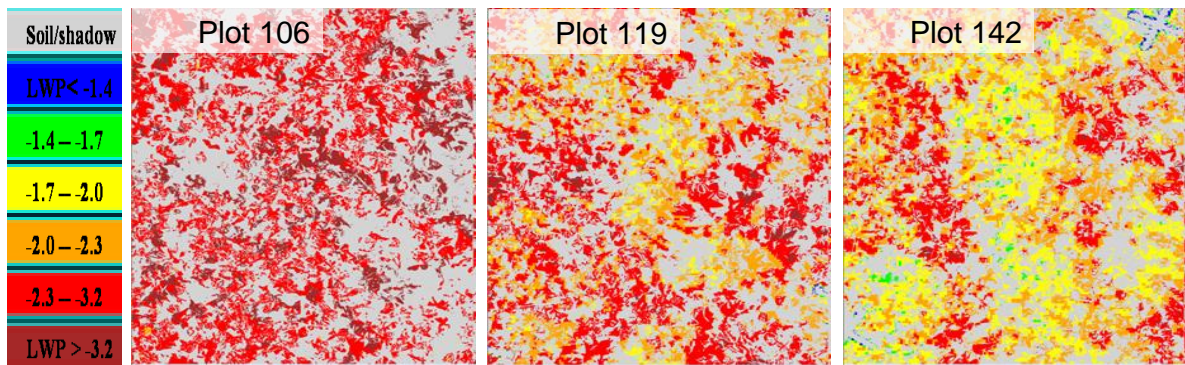 Soil/shadow
LWP< -1.4
-1.4 – -1.7
-1.7 – -2.0
-2.0 – -2.3
-2.3 – -3.2
LWP > -3.2
Plot 106
Plot 119
Plot 142